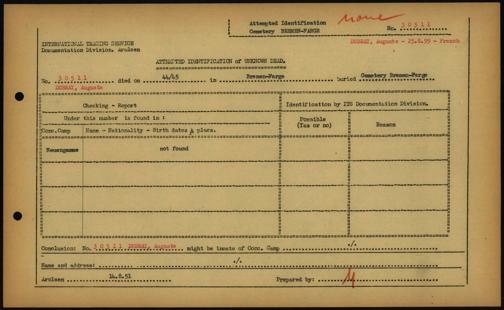 Attempted Identification
Cemetery BREMEN-FARGE
None
No. 30511
INTERNATIONAL TRACING SERVICE
Documentation Division, Arolsen
DUBRAY, Auguste - 25.8.99 - French
ATTEMPTED IDENTIFICATION of UNKNOWN DEAD.
No. 30511 died on 44/45 in Bremen-Farge buried Cemetery Bremen-Farge
Auguste
Checking - Report
Identification by ITS Documentation Division.
Under this number is found in :
Possible
(Yes or no)
Reason
Conc.Camp
Name - Nationality - Birth dates & place.
Neuengamme
not found
Conclusion: No. 30511 Auguste might be inmate of Conc. Camp ./.
Name and address: ./.
Arolsen 14.8.51 Prepared by: